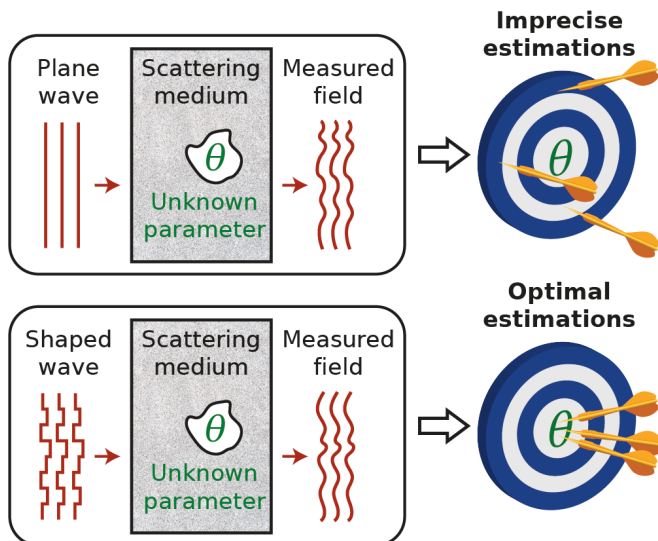 Imprecise
estimations
Plane
wave
Scattering
medium
Measured
field
θ
Unknown
parameter
θ
Optimal
estimations
Shaped
wave
Scattering
medium
Measured
field
θ
Unknown
parameter
θ